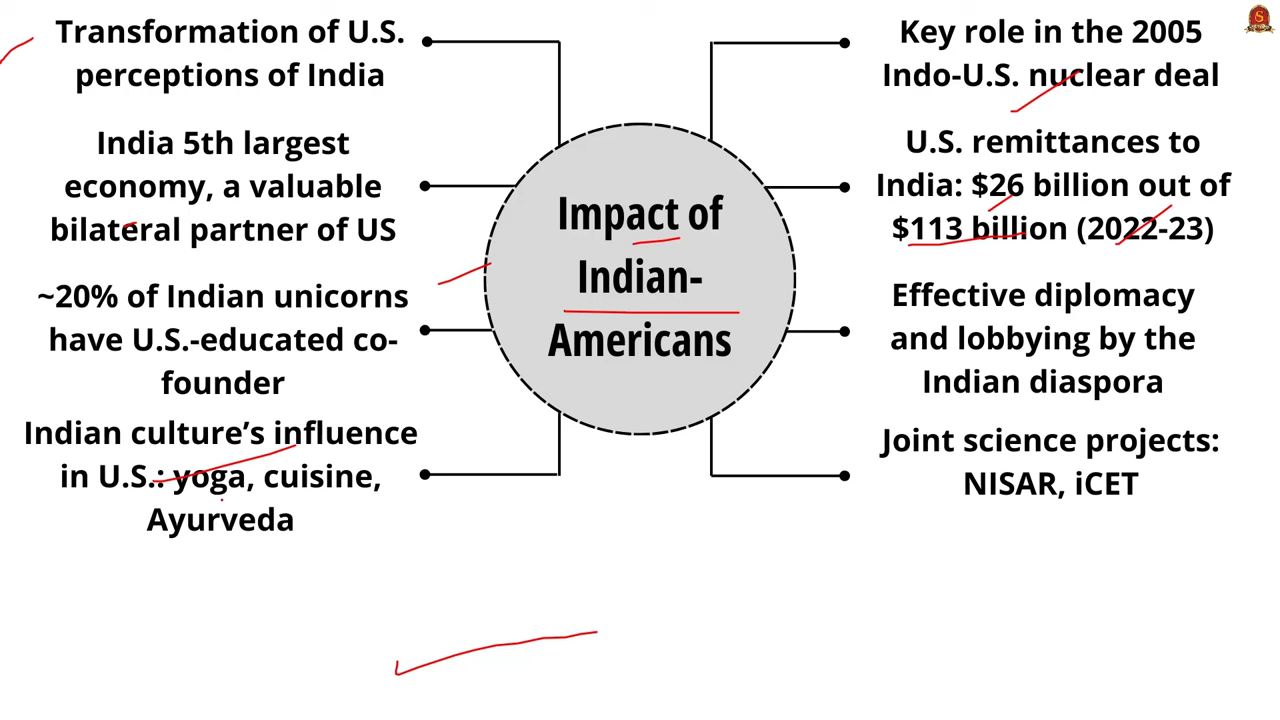 Transformation of U.S.
perceptions of India
India 5th largest
economy, a valuable
bilateral partner of US
~20% of Indian unicorns
have U.S.-educated co-
founder
Indian culture’s influence
in U.S.: yoga, cuisine,
Ayurveda
Impact of
Indian-
Americans
Key role in the 2005
Indo-U.S. nuclear deal
U.S. remittances to
India: $26 billion out of
$113 billion (2022-23)
Effective diplomacy
and lobbying by the
Indian diaspora
Joint science projects:
NISAR, iCET